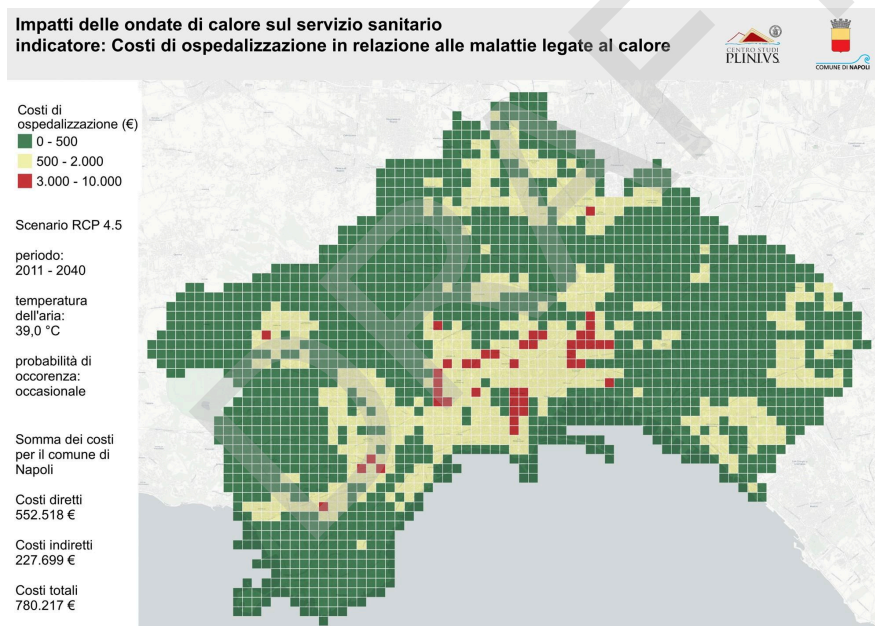 Impatti delle ondate di calore sul servizio sanitario
indicatore: Costi di ospedalizzazione in relazione alle malattie legate al calore
CENTRO STUDI
PLINIVS
COMUNE DI NAPOLI
Costi di
ospedalizzazione (€)
0 - 500
500 - 2.000
3.000 - 10.000
Scenario RCP 4.5
periodo:
2011 - 2040
temperatura
dell'aria:
39,0 °C
probabilità di
occorenza:
occasionale
Somma dei costi
per il comune di
Napoli
Costi diretti
552.518 €
Costi indiretti
227.699 €
Costi totali
780.217 €
DRAFT